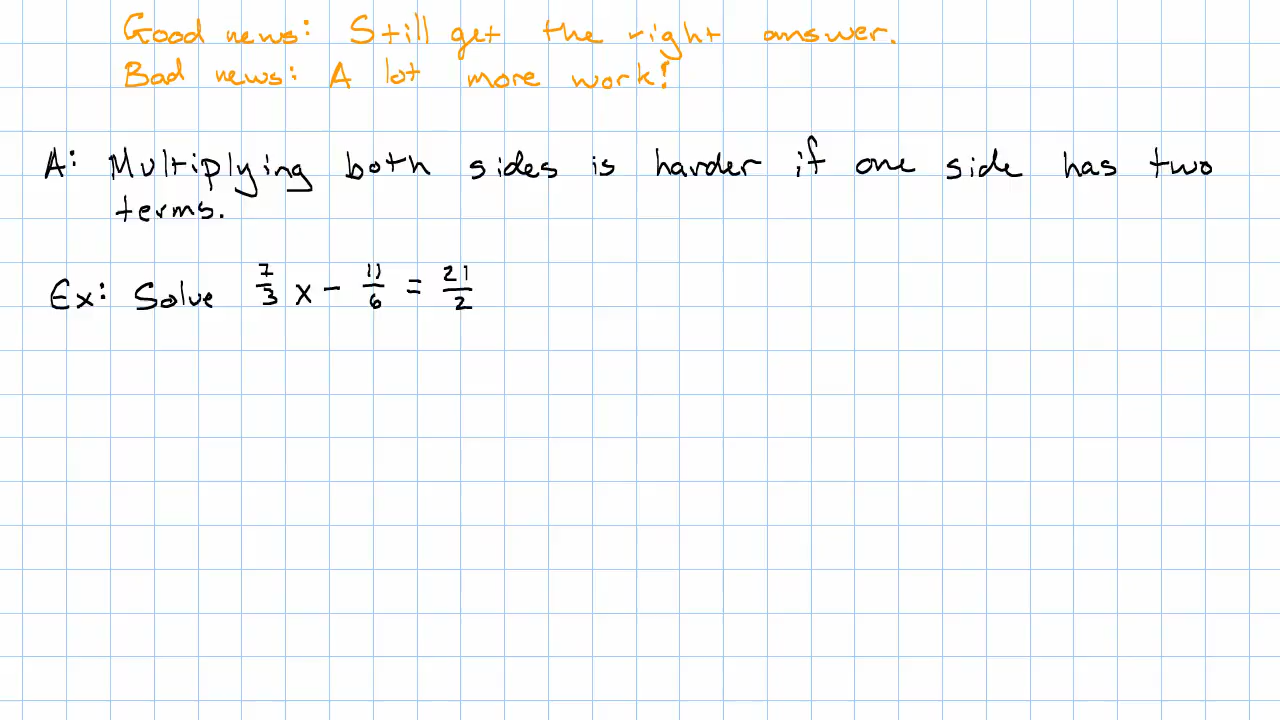 Good news: Still get the right answer.
Bad news: A lot more work!
A: Multiplying both sides is harder if one side has two
terms.
Ex: Solve 7/3 x - 11/6 = 21/2